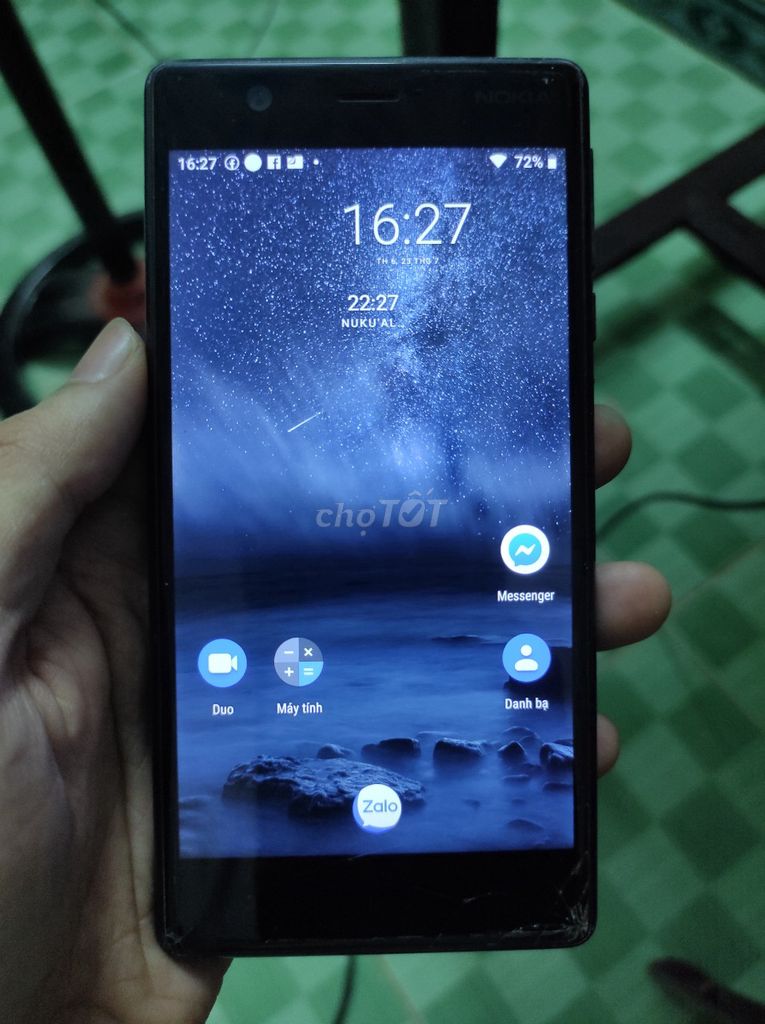 NOKIA
16:27
72%
16:27
TH 6, 23 THG 7
22:27
NUKU'AL...
chợTỐT
Messenger
Duo
Máy tính
Danh bạ
Zalo